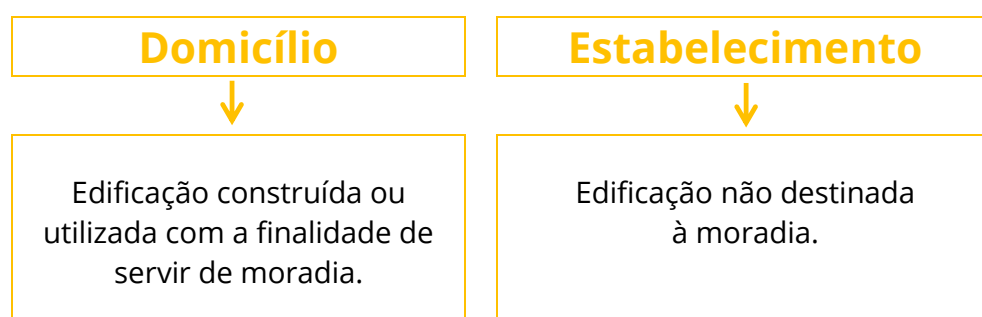 Domicílio
Edificação construída ou
utilizada com a finalidade de
servir de moradia.
Estabelecimento
Edificação não destinada
à moradia.